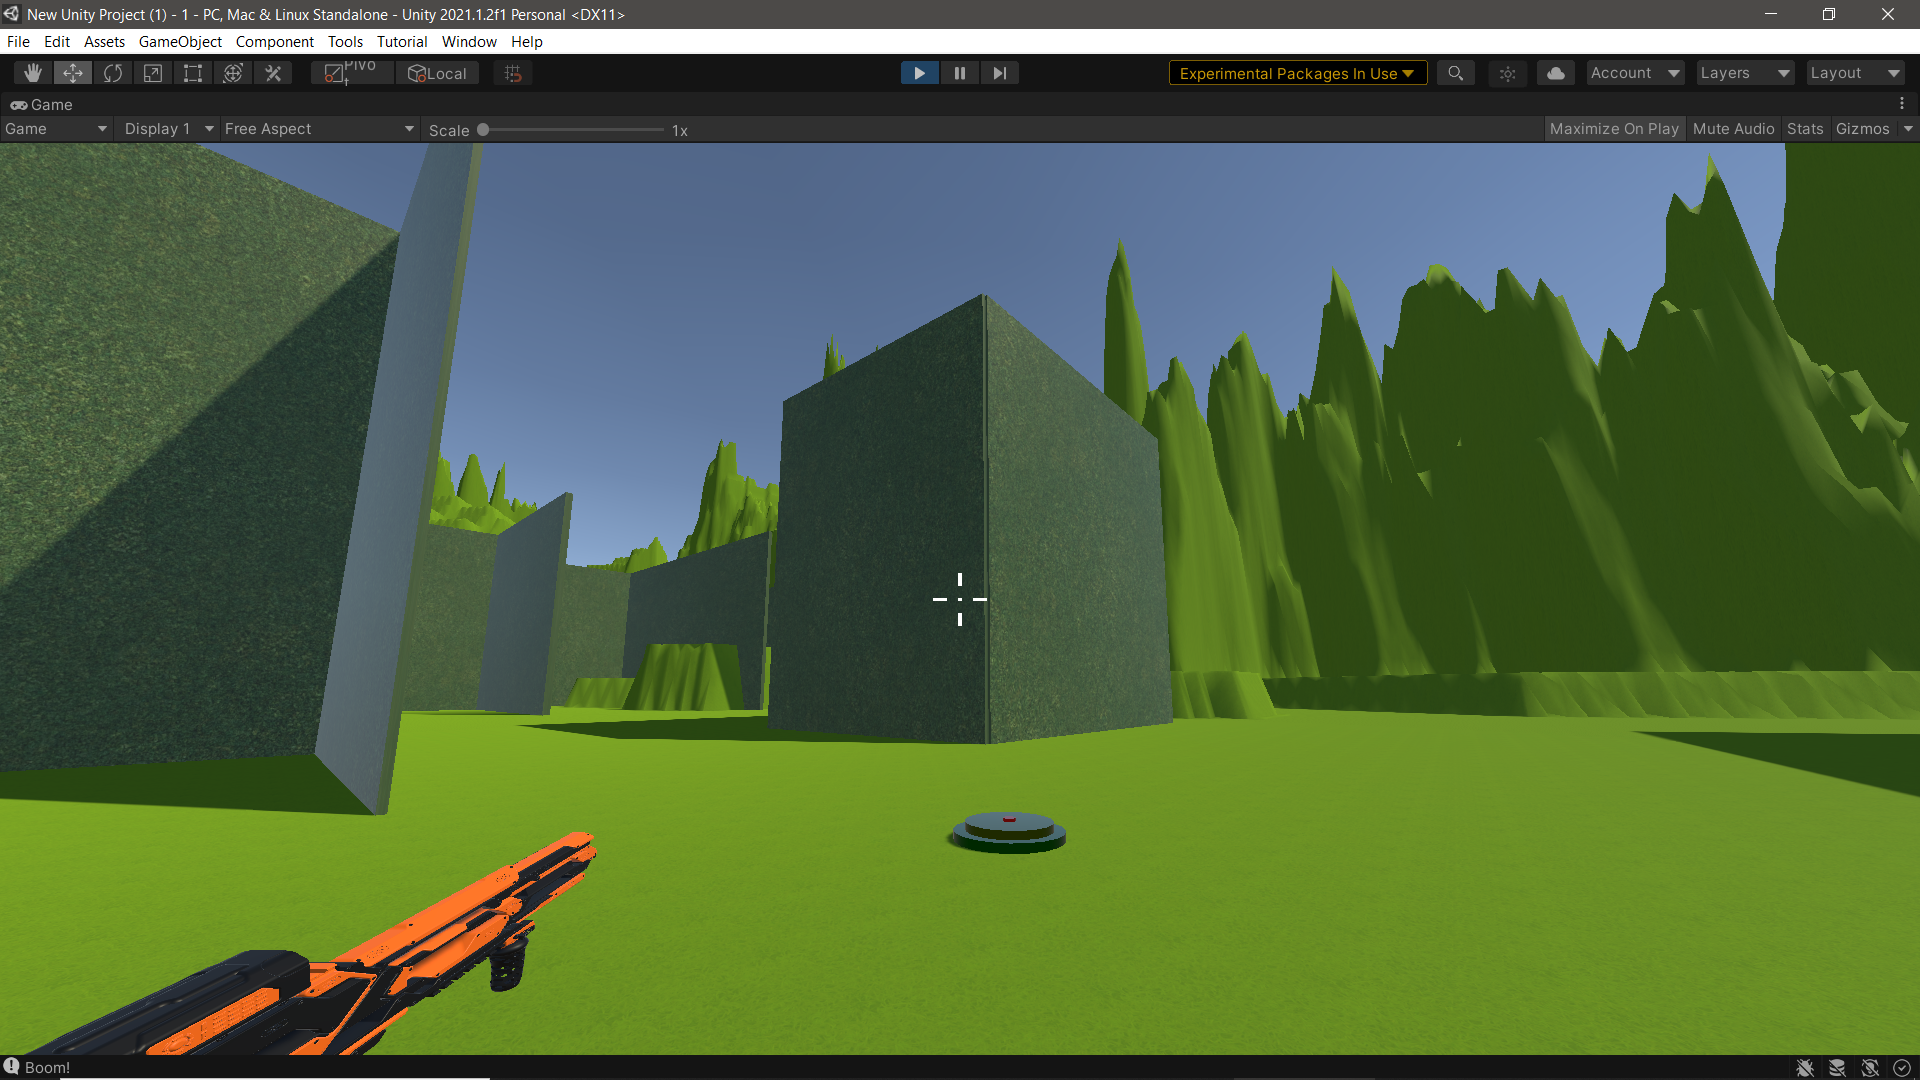 New Unity Project (1) - 1 - PC, Mac & Linux Standalone - Unity 2021.1.2f1 Personal <DX11>
File Edit Assets GameObject Component Tools Tutorial Window Help
Pivot Local Experimental Packages In Use Account Layers Layout
Game
Game Display 1 Free Aspect Scale 1x Maximize On Play Mute Audio Stats Gizmos
Boom!